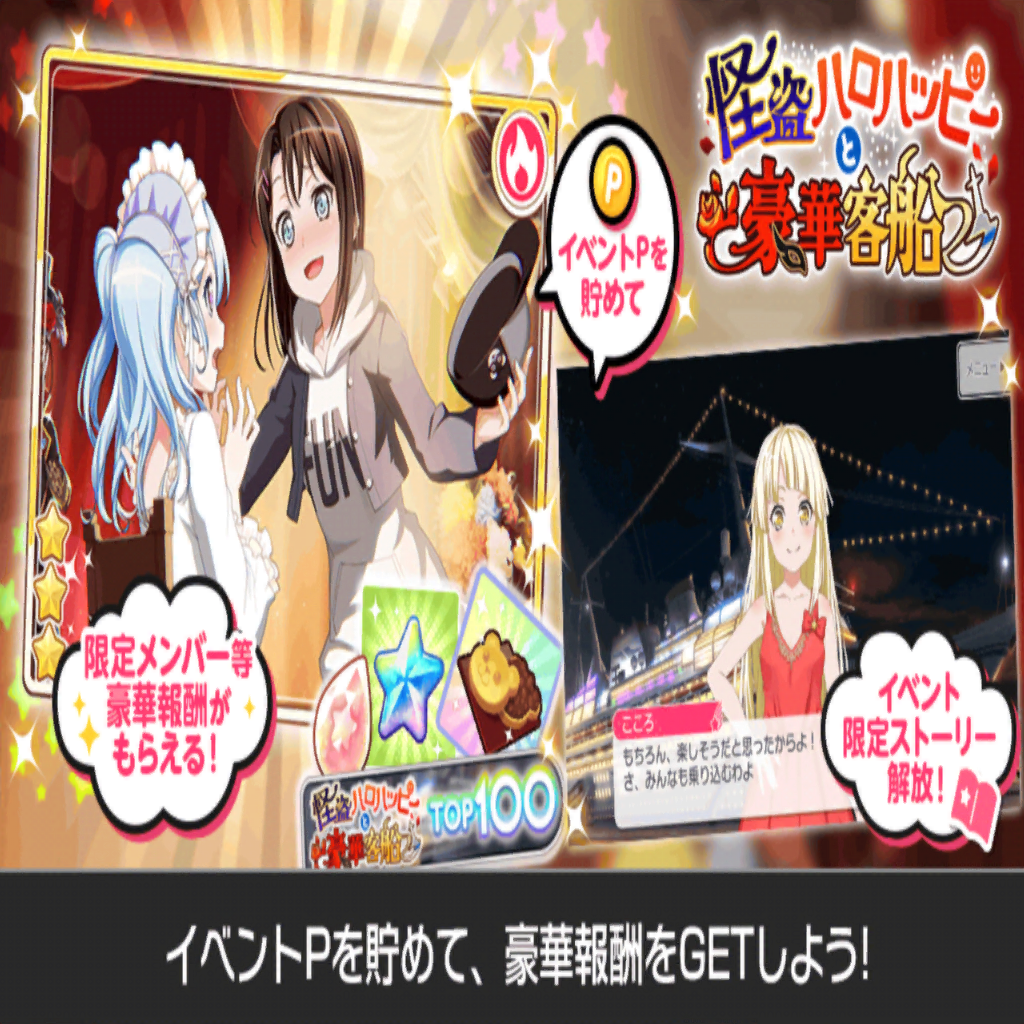 怪盗ハロハッピー
と
豪華客船
P
イベントPを
貯めて
メニュー
FUN
限定メンバー等
豪華報酬が
もらえる!
こころ
もちろん、楽しそうだと思ったからよ!
さ、みんなも乗り込むわよ
イベント
限定ストーリー
解放!
怪盗ハロハッピー
と
豪華客船
TOP100
イベントPを貯めて、豪華報酬をGETしよう!